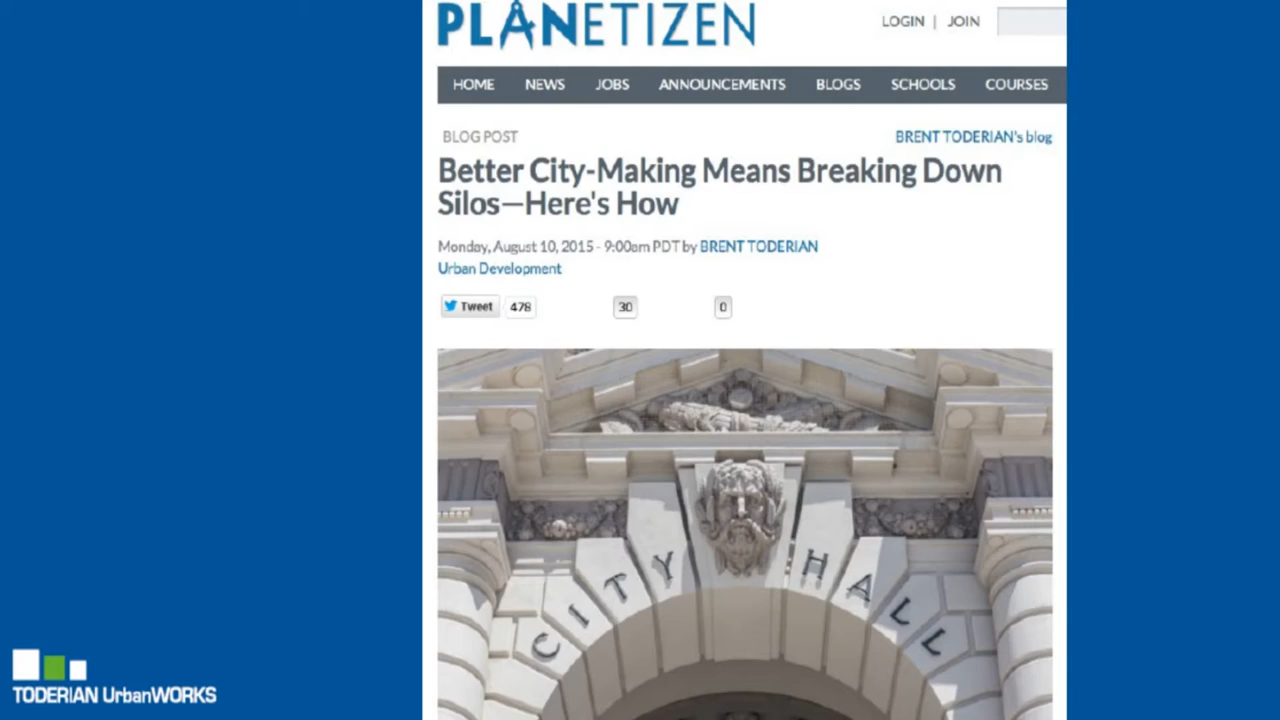 PLANETIZEN
LOGIN | JOIN
HOME NEWS JOBS ANNOUNCEMENTS BLOGS SCHOOLS COURSES
BLOG POST
BRENT TODERIAN's blog
Better City-Making Means Breaking Down
Silos—Here's How
Monday, August 10, 2015 - 9:00am PDT by BRENT TODERIAN
Urban Development
Tweet 478 30 0
CITY HALL
TODERIAN UrbanWORKS